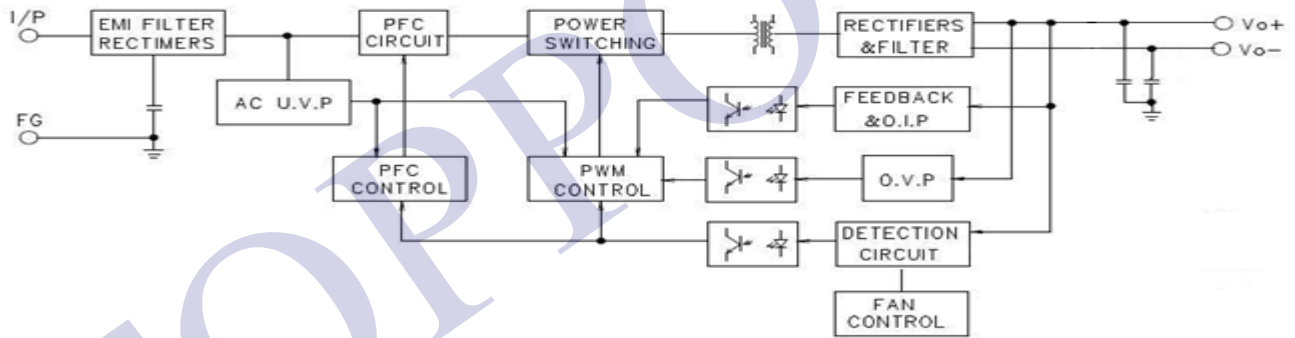 I/P
EMI FILTER
RECTIMERS
PFC
CIRCUIT
POWER
SWITCHING
RECTIFIERS
&FILTER
Vo+
Vo-
AC U.V.P
FEEDBACK
&O.I.P
FG
PFC
CONTROL
PWM
CONTROL
O.V.P
DETECTION
CIRCUIT
FAN
CONTROL
TOPPO